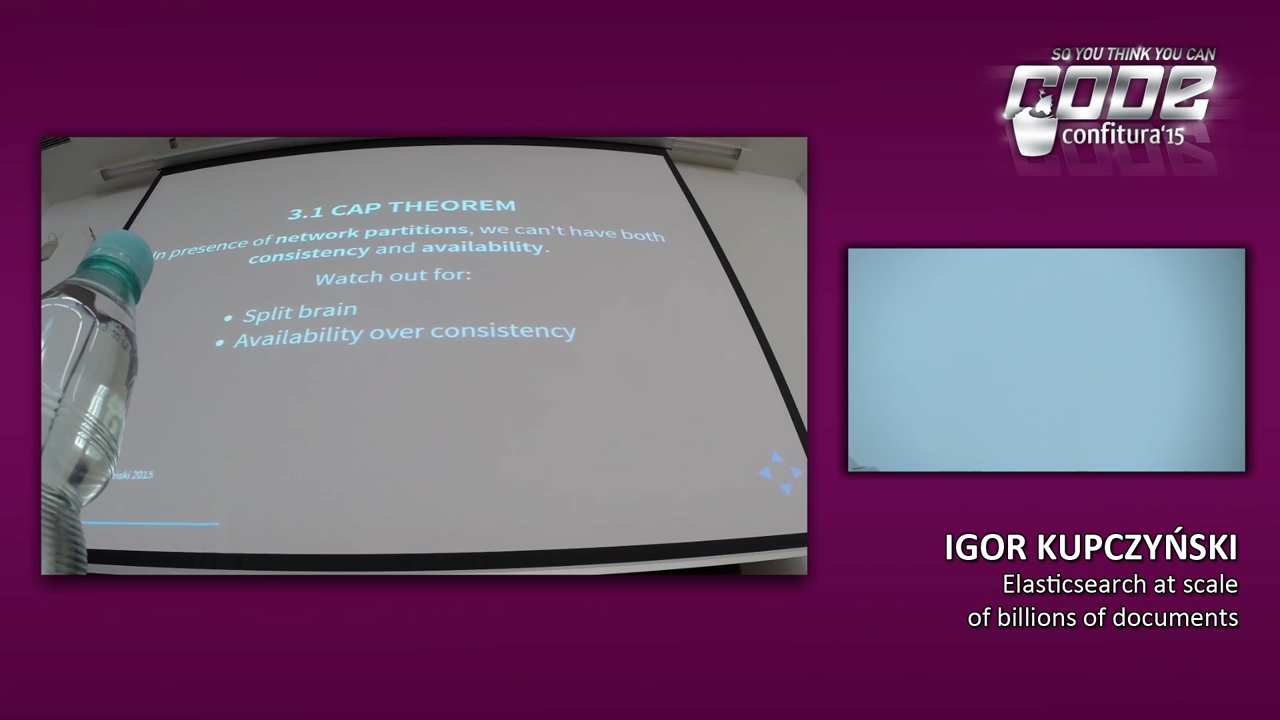 SO YOU THINK YOU CAN
CODE
confitura'15
3.1 CAP THEOREM
In presence of network partitions, we can't have both
consistency and availability.
Watch out for:
• Split brain
• Availability over consistency
2015
IGOR KUPCZYŃSKI
Elasticsearch at scale
of billions of documents